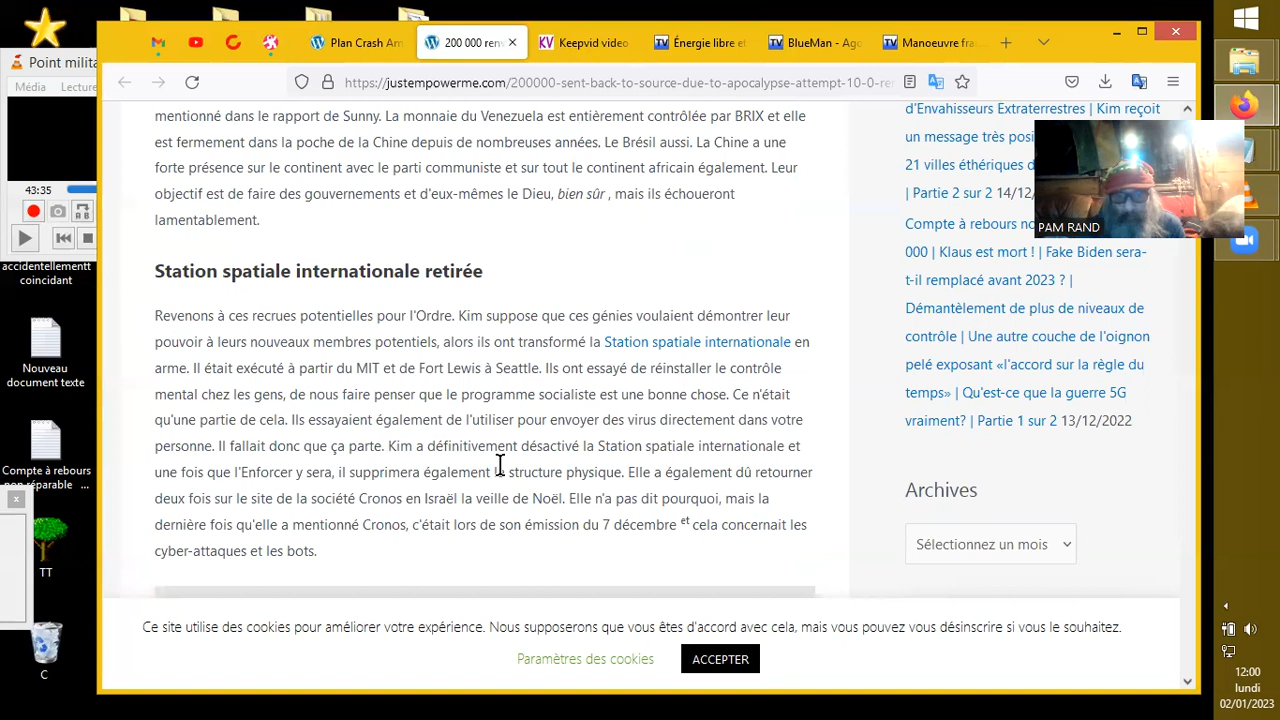 Point milita
Média
Lecture
43:35
accidentellementt
coincidant
Nouveau
document texte
Compte à rebours
non réparable ...
TT
C
Plan Crash Am
200 000 renv
Keepvid video
Énergie libre et
BlueMan - Ago
Manoeuvre fra
https://justempowerme.com/200000-sent-back-to-source-due-to-apocalypse-attempt-10-0-re
mentionné dans le rapport de Sunny. La monnaie du Venezuela est entièrement contrôlée par BRIX et elle
est fermement dans la poche de la Chine depuis de nombreuses années. Le Brésil aussi. La Chine a une
forte présence sur le continent avec le parti communiste et sur tout le continent africain également. Leur
objectif est de faire des gouvernements et d'eux-mêmes le Dieu, bien sûr , mais ils échoueront
lamentablement.
Station spatiale internationale retirée
Revenons à ces recrues potentielles pour l'Ordre. Kim suppose que ces génies voulaient démontrer leur
pouvoir à leurs nouveaux membres potentiels, alors ils ont transformé la Station spatiale internationale en
arme. Il était exécuté à partir du MIT et de Fort Lewis à Seattle. Ils ont essayé de réinstaller le contrôle
mental chez les gens, de nous faire penser que le programme socialiste est une bonne chose. Ce n'était
qu'une partie de cela. Ils essayaient également de l'utiliser pour envoyer des virus directement dans votre
personne. Il fallait donc que ça parte. Kim a définitivement désactivé la Station spatiale internationale et
une fois que l'Enforcer y sera, il supprimera également la structure physique. Elle a également dû retourner
deux fois sur le site de la société Cronos en Israël la veille de Noël. Elle n'a pas dit pourquoi, mais la
dernière fois qu'elle a mentionné Cronos, c'était lors de son émission du 7 décembre et cela concernait les
cyber-attaques et les bots.
d'Envahisseurs Extraterrestres | Kim reçoit
un message très posi
21 villes éthériques d
| Partie 2 sur 2 14/12/
Compte à rebours no
000 | Klaus est mort ! | Fake Biden sera-
t-il remplacé avant 2023 ? |
Démantèlement de plus de niveaux de
contrôle | Une autre couche de l'oignon
pelé exposant «l'accord sur la règle du
temps» | Qu'est-ce que la guerre 5G
vraiment? | Partie 1 sur 2 13/12/2022
Archives
Sélectionnez un mois
PAM RAND
Ce site utilise des cookies pour améliorer votre expérience. Nous supposerons que vous êtes d'accord avec cela, mais vous pouvez vous désinscrire si vous le souhaitez.
Paramètres des cookies
ACCEPTER
12:00
lundi
02/01/2023